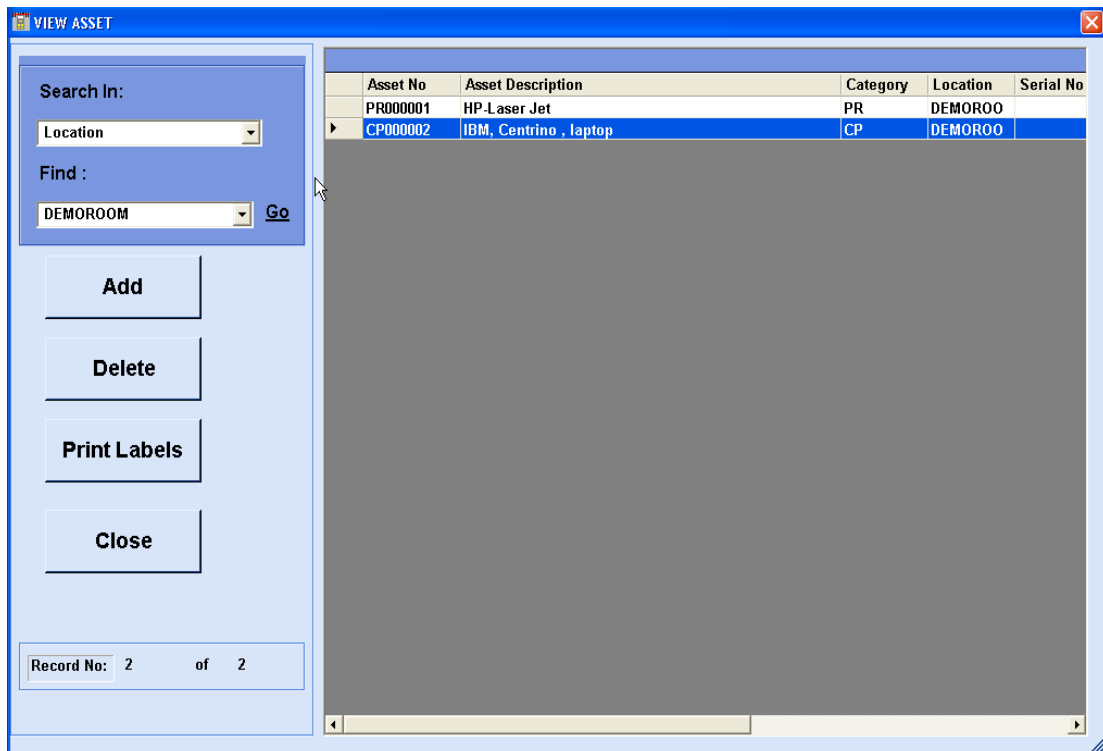 VIEW ASSET
Search In:
Location
Find :
DEMOROOM Go
Add
Delete
Print Labels
Close
Record No: 2 of 2
Asset No Asset Description Category Location Serial No
PR000001 HP-Laser Jet PR DEMOROO
CP000002 IBM, Centrino , laptop CP DEMOROO